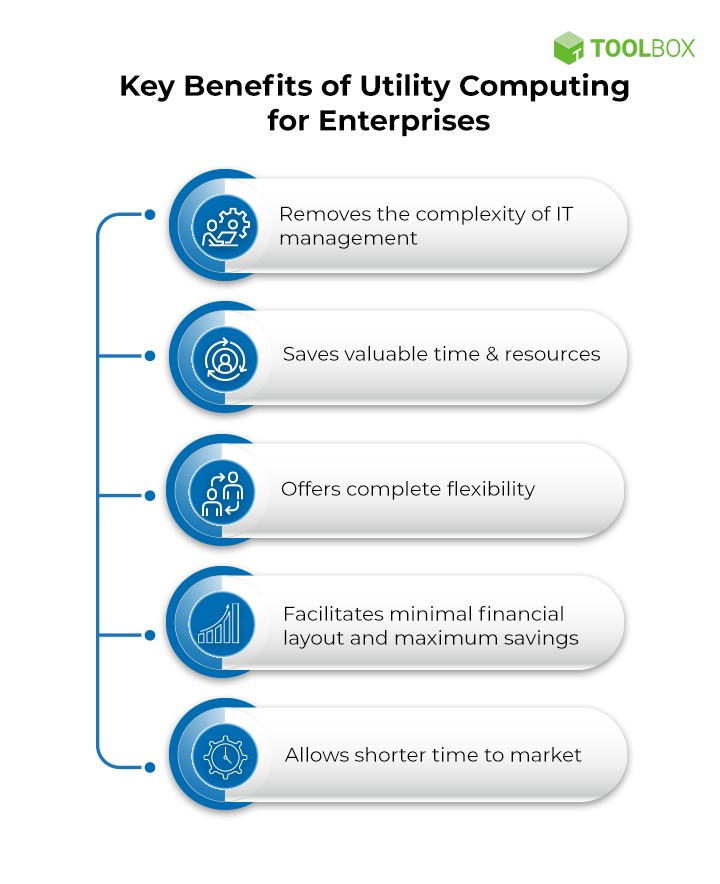 TOOLBOX
Key Benefits of Utility Computing
for Enterprises
Removes the complexity of IT
management
Saves valuable time & resources
Offers complete flexibility
Facilitates minimal financial
layout and maximum savings
Allows shorter time to market